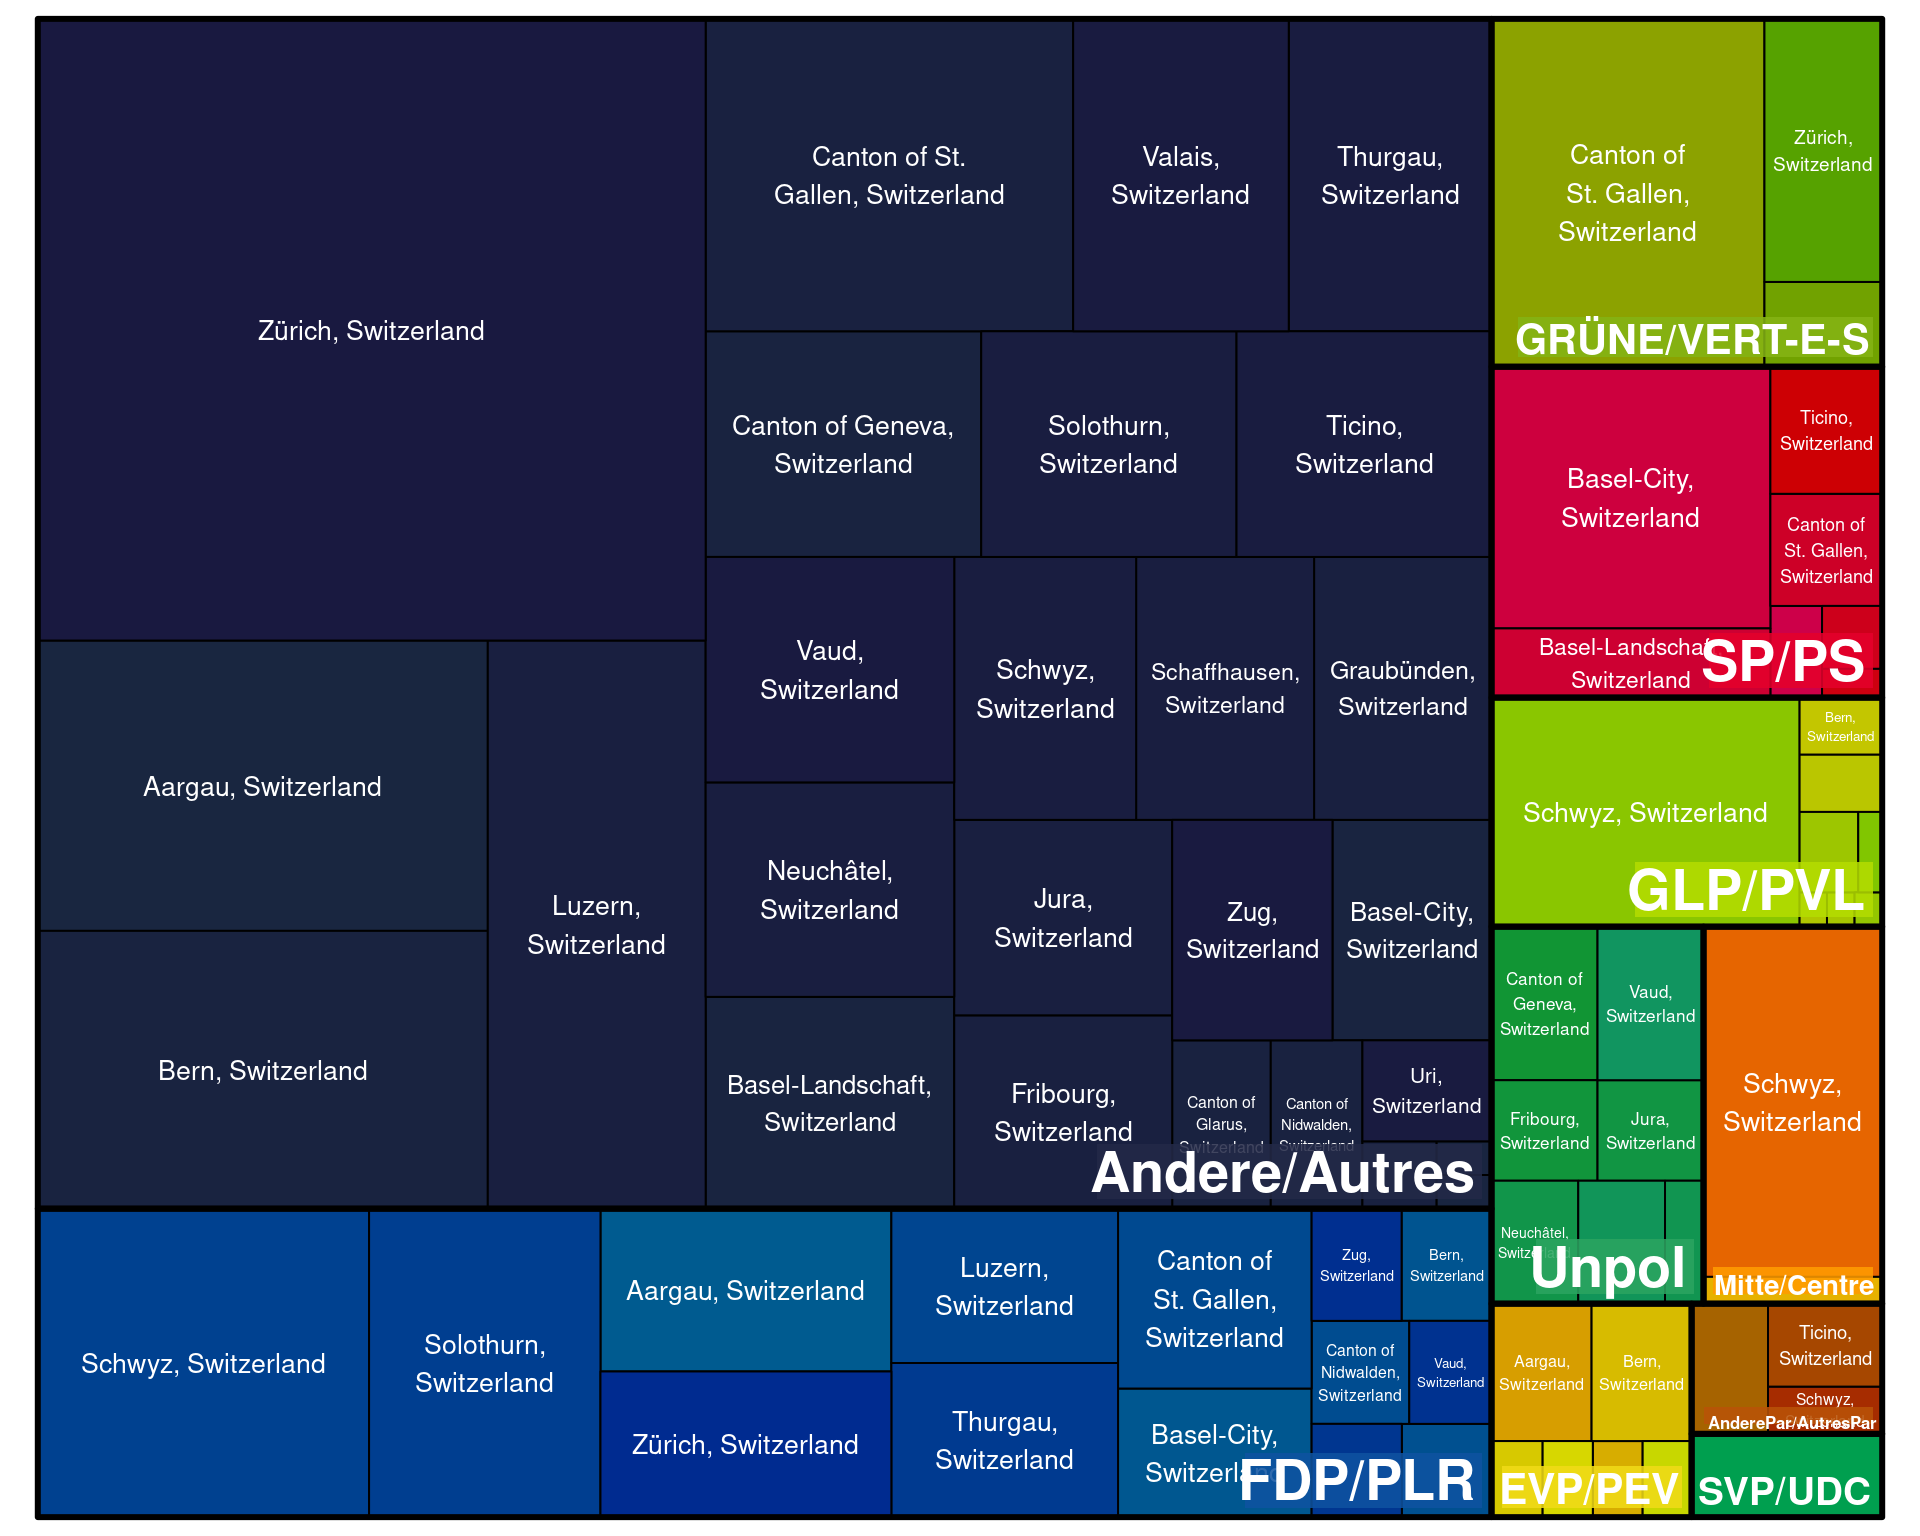 Zürich, Switzerland
Canton of St.
Gallen, Switzerland
Valais,
Switzerland
Thurgau,
Switzerland
Canton of Geneva,
Switzerland
Solothurn,
Switzerland
Ticino,
Switzerland
Aargau, Switzerland
Bern, Switzerland
Luzern,
Switzerland
Vaud,
Switzerland
Schwyz,
Switzerland
Schaffhausen,
Switzerland
Graubünden,
Switzerland
Neuchâtel,
Switzerland
Jura,
Switzerland
Zug,
Switzerland
Basel-City,
Switzerland
Basel-Landschaft,
Switzerland
Fribourg,
Switzerland
Canton of
Glarus,
Switzerland
Canton of
Nidwalden,
Switzerland
Uri,
Switzerland
Andere/Autres
Schwyz, Switzerland
Solothurn,
Switzerland
Aargau, Switzerland
Zürich, Switzerland
Luzern,
Switzerland
Thurgau,
Switzerland
Canton of
St. Gallen,
Switzerland
Basel-City,
Switzerland
Zug,
Switzerland
Bern,
Switzerland
Canton of
Nidwalden,
Switzerland
Vaud,
Switzerland
FDP/PLR
Canton of
St. Gallen,
Switzerland
Zürich,
Switzerland
GRÜNE/VERT-E-S
Basel-City,
Switzerland
Ticino,
Switzerland
Canton of
St. Gallen,
Switzerland
Basel-Landschaft,
Switzerland
SP/PS
Schwyz, Switzerland
Bern,
Switzerland
GLP/PVL
Canton of
Geneva,
Switzerland
Vaud,
Switzerland
Fribourg,
Switzerland
Jura,
Switzerland
Neuchâtel,
Switzerland
Unpol
Schwyz,
Switzerland
Mitte/Centre
Aargau,
Switzerland
Bern,
Switzerland
EVP/PEV
Ticino,
Switzerland
Schwyz,
AnderePar/AutresPar
SVP/UDC